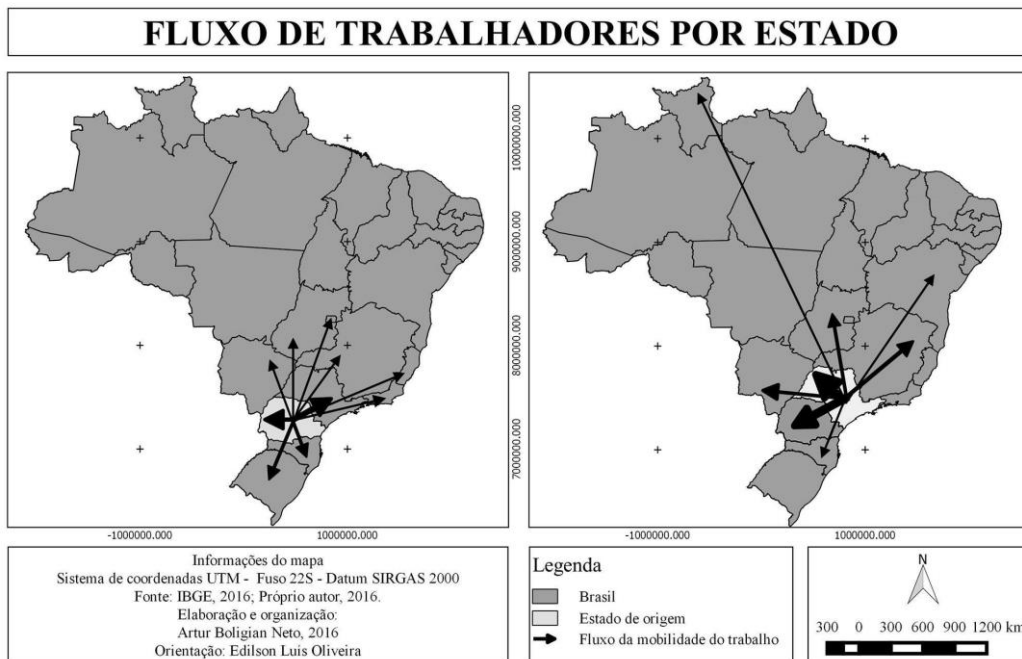 FLUXO DE TRABALHADORES POR ESTADO
10000000.000
9000000.000
8000000.000
7000000.000
-1000000.000
1000000.000
-1000000.000
1000000.000
Informações do mapa
Sistema de coordenadas UTM - Fuso 22S - Datum SIRGAS 2000
Fonte: IBGE, 2016; Próprio autor, 2016.
Elaboração e organização:
Artur Boligian Neto, 2016
Orientação: Edilson Luis Oliveira
Legenda
Brasil
Estado de origem
Fluxo da mobilidade do trabalho
N
300 0 300 600 900 1200 km